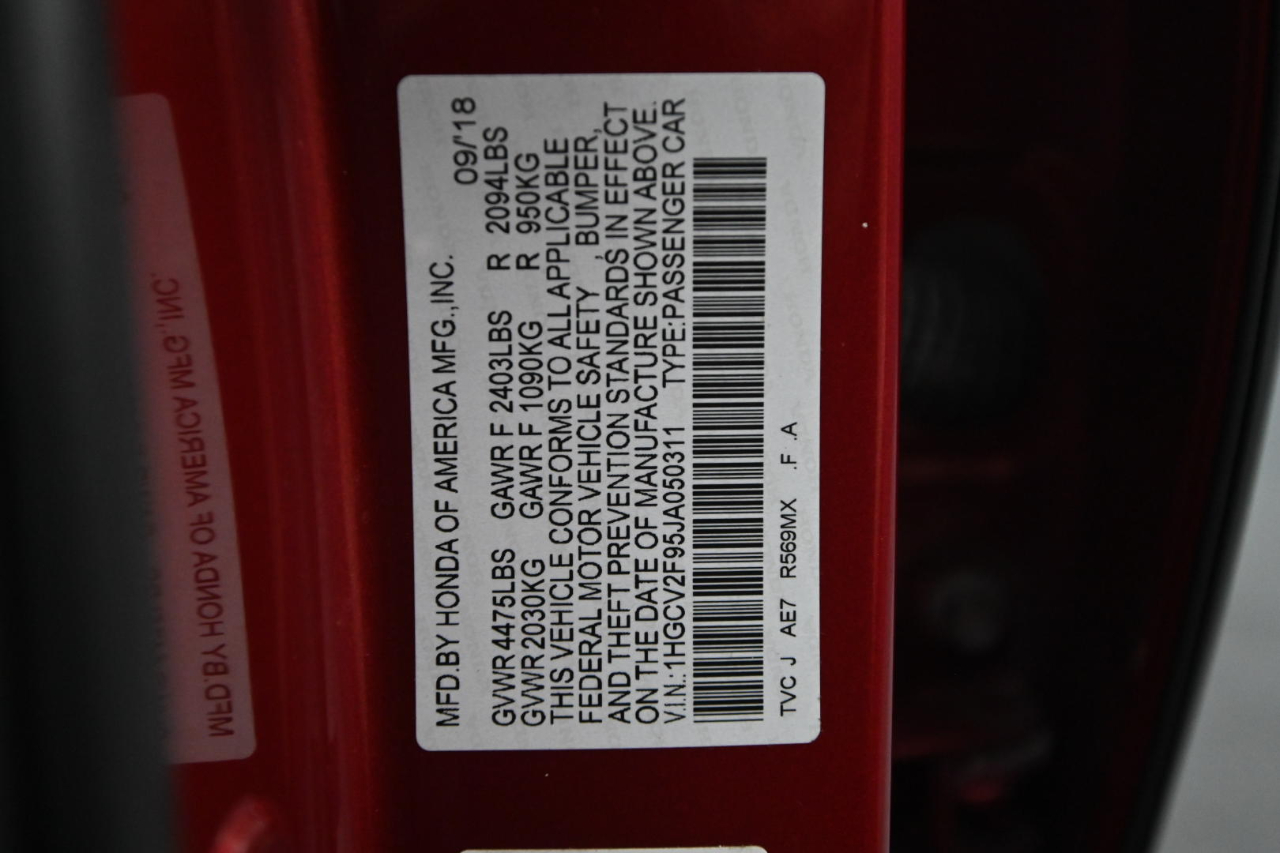 MFD.BY HONDA OF AMERICA MFG.,INC. 09/'18
GVWR 4475LBS GAWR F 2403LBS R 2094LBS
GVWR 2030KG GAWR F 1090KG R 950KG
THIS VEHICLE CONFORMS TO ALL APPLICABLE
FEDERAL MOTOR VEHICLE SAFETY , BUMPER,
AND THEFT PREVENTION STANDARDS IN EFFECT
ON THE DATE OF MANUFACTURE SHOWN ABOVE.
V.I.N.:1HGCV2F95JA050311 TYPE:PASSENGER CAR
TVC J AE7 R569MX .F .A
MFD.BY HONDA OF AMERICA MFG.,INC.